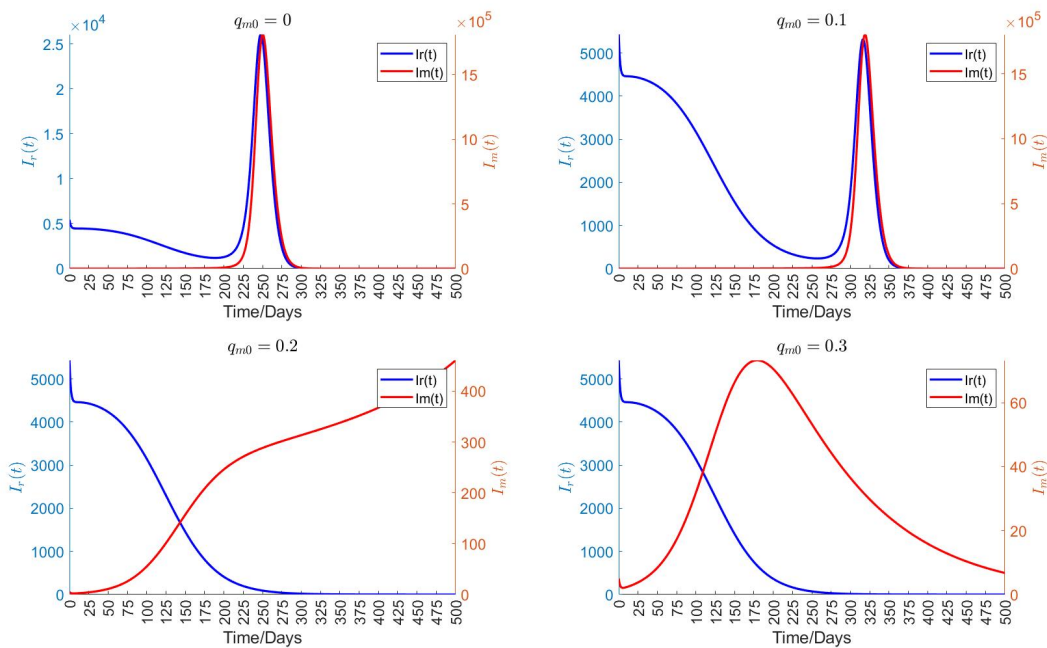 ×10⁴
q_{m0} = 0
×10⁵
2.5
2
1.5
1
0.5
0
I_r(t)
Ir(t)
Im(t)
15
10
5
0
I_m(t)
0 25 50 75 100 125 150 175 200 225 250 275 300 325 350 375 400 425 450 475 500
Time/Days
q_{m0} = 0.1
×10⁵
5000
4000
3000
2000
1000
0
I_r(t)
Ir(t)
Im(t)
15
10
5
0
I_m(t)
0 25 50 75 100 125 150 175 200 225 250 275 300 325 350 375 400 425 450 475 500
Time/Days
q_{m0} = 0.2
5000
4000
3000
2000
1000
0
I_r(t)
Ir(t)
Im(t)
400
300
200
100
0
I_m(t)
0 25 50 75 100 125 150 175 200 225 250 275 300 325 350 375 400 425 450 475 500
Time/Days
q_{m0} = 0.3
5000
4000
3000
2000
1000
0
I_r(t)
Ir(t)
Im(t)
60
40
20
0
I_m(t)
0 25 50 75 100 125 150 175 200 225 250 275 300 325 350 375 400 425 450 475 500
Time/Days